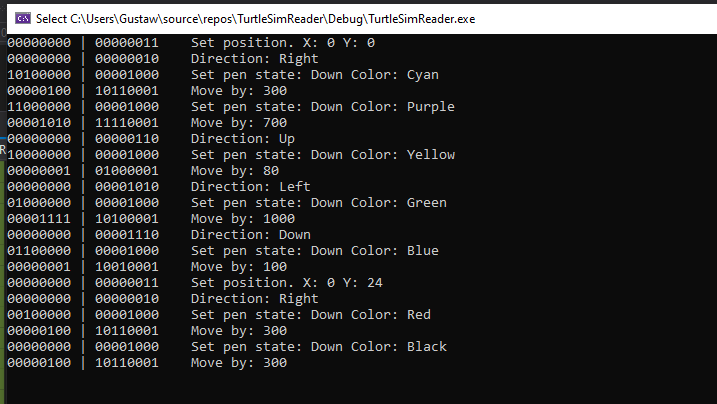 Select C:\Users\Gustaw\source\repos\TurtleSimReader\Debug\TurtleSimReader.exe
00000000 | 00000011    Set position. X: 0 Y: 0
00000000 | 00000010    Direction: Right
10100000 | 00001000    Set pen state: Down Color: Cyan
00000100 | 10110001    Move by: 300
11000000 | 00001000    Set pen state: Down Color: Purple
00001010 | 11110001    Move by: 700
00000000 | 00000110    Direction: Up
10000000 | 00001000    Set pen state: Down Color: Yellow
00000001 | 01000001    Move by: 80
00000000 | 00001010    Direction: Left
01000000 | 00001000    Set pen state: Down Color: Green
00001111 | 10100001    Move by: 1000
00000000 | 00001110    Direction: Down
01100000 | 00001000    Set pen state: Down Color: Blue
00000001 | 10010001    Move by: 100
00000000 | 00000011    Set position. X: 0 Y: 24
00000000 | 00000010    Direction: Right
00100000 | 00001000    Set pen state: Down Color: Red
00000100 | 10110001    Move by: 300
00000000 | 00001000    Set pen state: Down Color: Black
00000100 | 10110001    Move by: 300